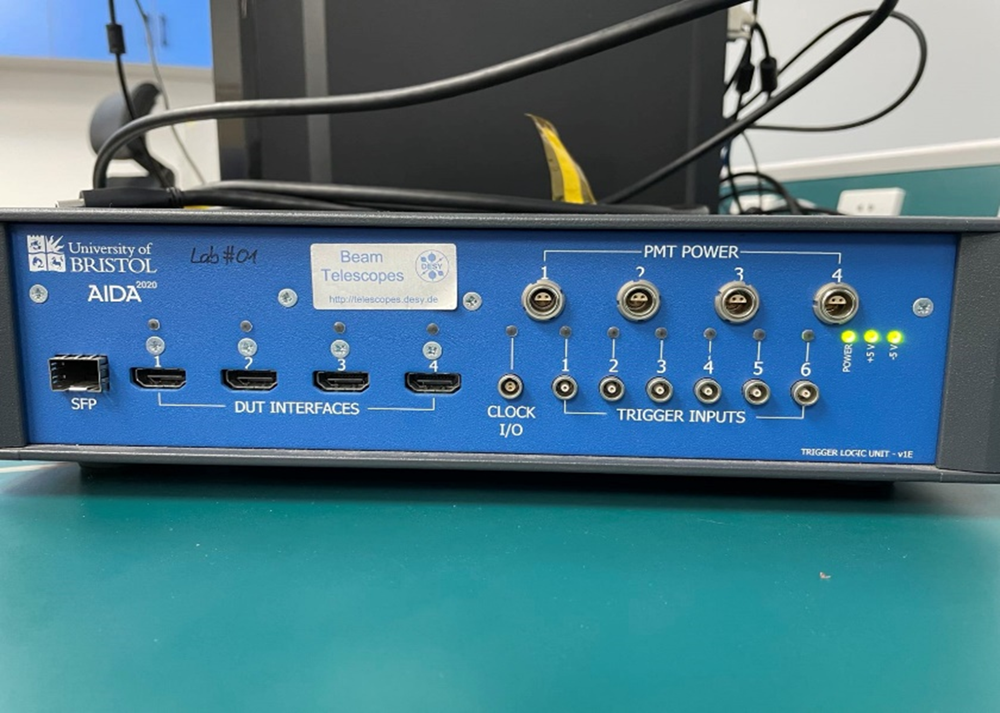 University of
BRISTOL
AIDA2020
Lab #01
Beam
Telescopes
DESY
http://telescopes.desy.de
PMT POWER
1 2 3 4
POWER +5 V -5 V
1 2 3 4
SFP
DUT INTERFACES
1 2 3 4 5 6
CLOCK
I/O
TRIGGER INPUTS
TRIGGER LOGIC UNIT - v1E